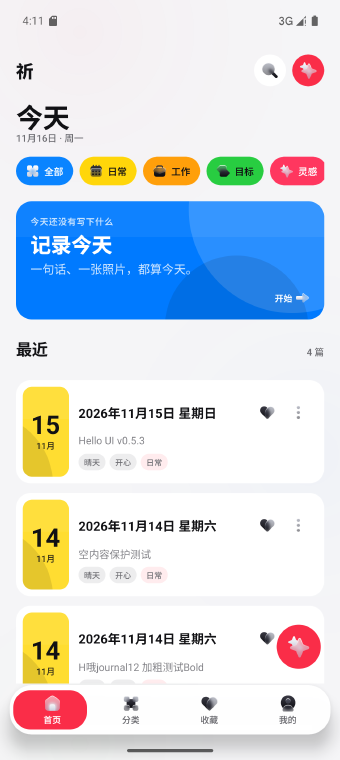 4:11
3G
祈
今天
11月16日 · 周一
全部 日常 工作 目标 灵感
今天还没有写下什么
记录今天
一句话、一张照片，都算今天。
开始
最近
4 篇
15
11月
2026年11月15日 星期日
Hello UI v0.5.3
晴天 开心 日常
14
11月
2026年11月14日 星期六
空内容保护测试
晴天 开心 日常
14
11月
2026年11月14日 星期六
H哦journal12 加粗测试Bold
首页 分类 收藏 我的